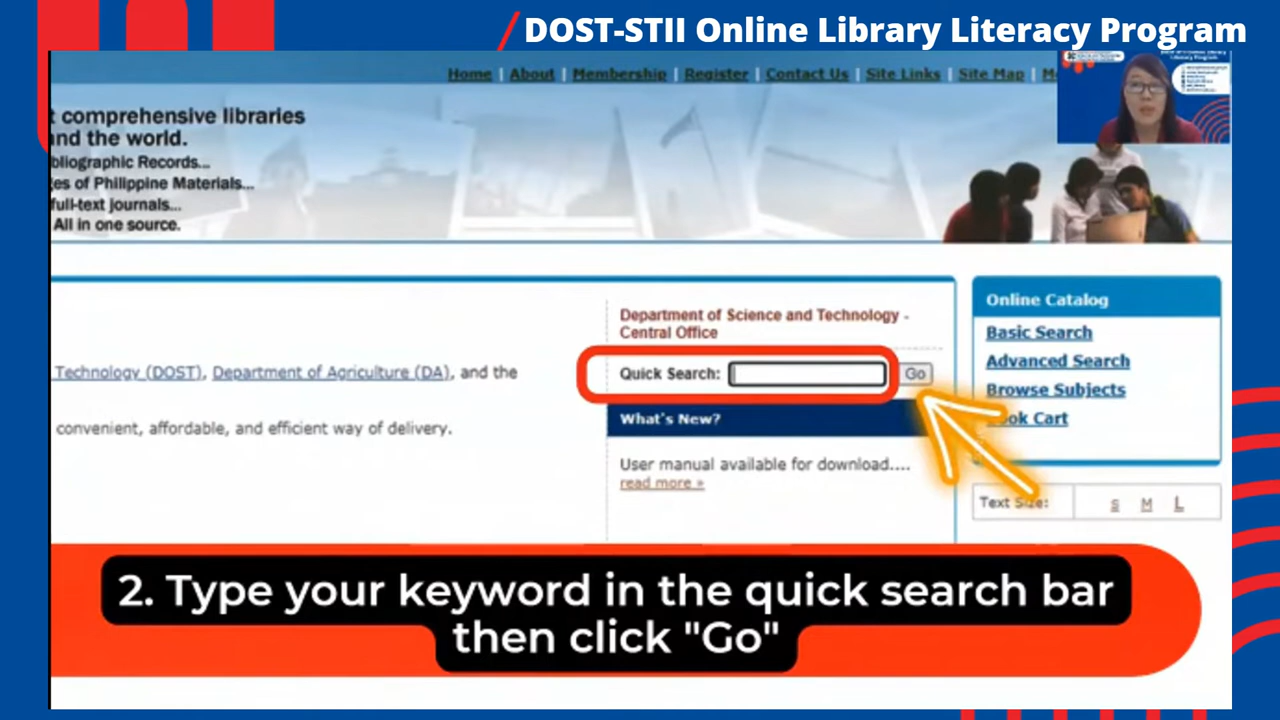 DOST-STII Online Library Literacy Program
Home | About | Membership | Register | Contact Us | Site Links | Site Map |
t comprehensive libraries
and the world.
bliographic Records...
es of Philippine Materials...
full-text journals...
All in one source.
Department of Science and Technology -
Central Office
Quick Search: Go
Technology (DOST), Department of Agriculture (DA), and the
convenient, affordable, and efficient way of delivery.
What's New?
User manual available for download....
read more »
Online Catalog
Basic Search
Advanced Search
Browse Subjects
ook Cart
Text Size: S M L
2. Type your keyword in the quick search bar
then click "Go"